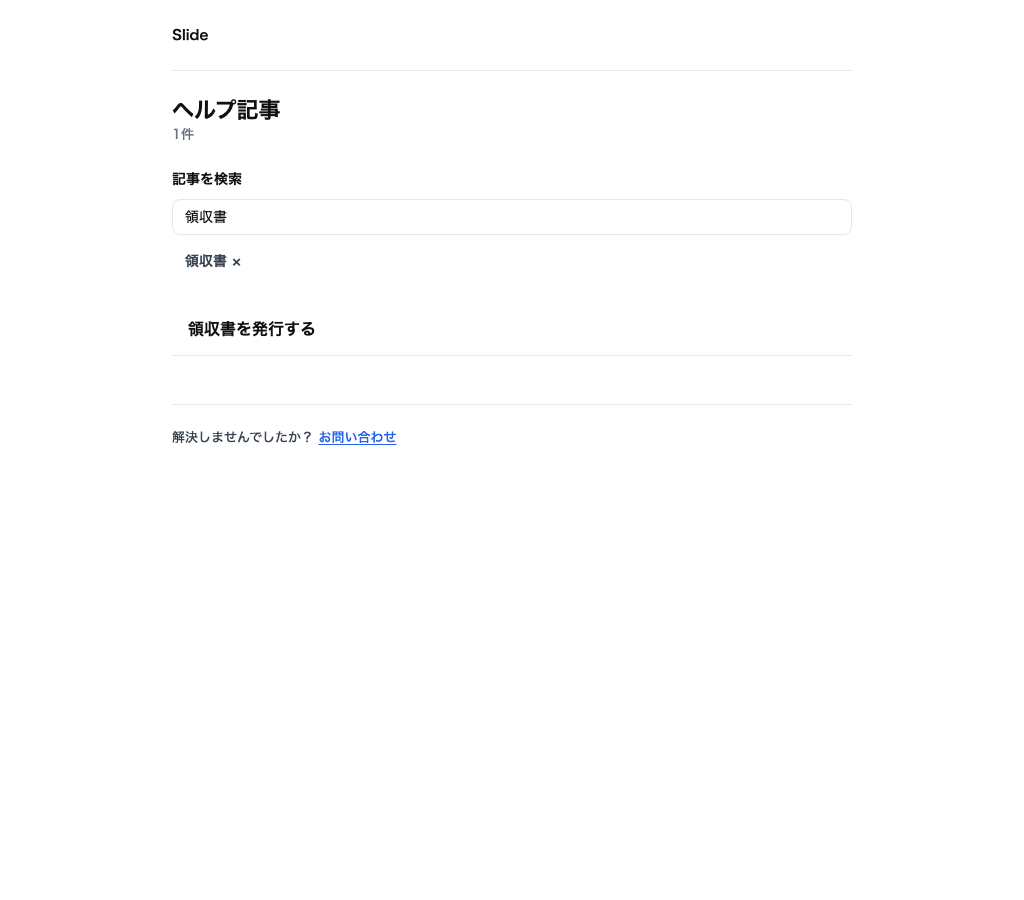 Slide
ヘルプ記事
1件
記事を検索
領収書
領収書 ×
領収書を発行する
解決しませんでしたか？ お問い合わせ